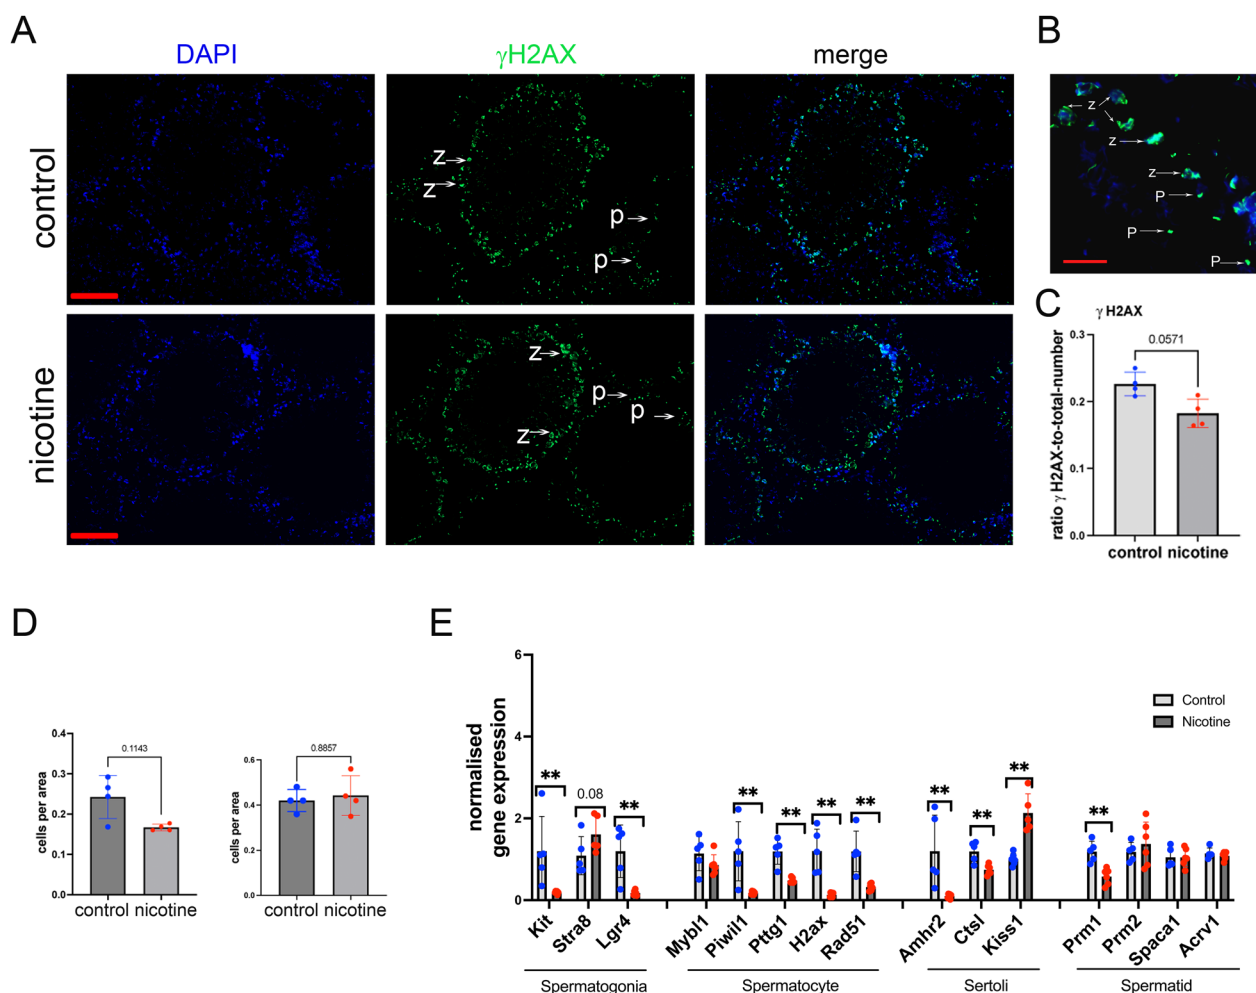 A
DAPI
γH2AX
merge
control
z
z
p
p
nicotine
z
z
p
p
B
z
z
z
P
P
P
C
γ H2AX
0.0571
0.3
0.2
0.1
0.0
ratio γ H2AX-to-total-number
control nicotine
D
0.1143
0.4
0.3
0.2
0.1
0.0
cells per area
control nicotine
0.8857
0.6
0.4
0.2
0.0
cells per area
control nicotine
E
normalised
gene expression
6
4
2
0
Control
Nicotine
**
0.08
**
**
**
**
**
**
**
**
**
Kit
Stra8
Lgr4
Mybl1
Piwil1
Pttg1
H2ax
Rad51
Amhr2
Ctsl
Kiss1
Prm1
Prm2
Spaca1
Acrv1
Spermatogonia
Spermatocyte
Sertoli
Spermatid